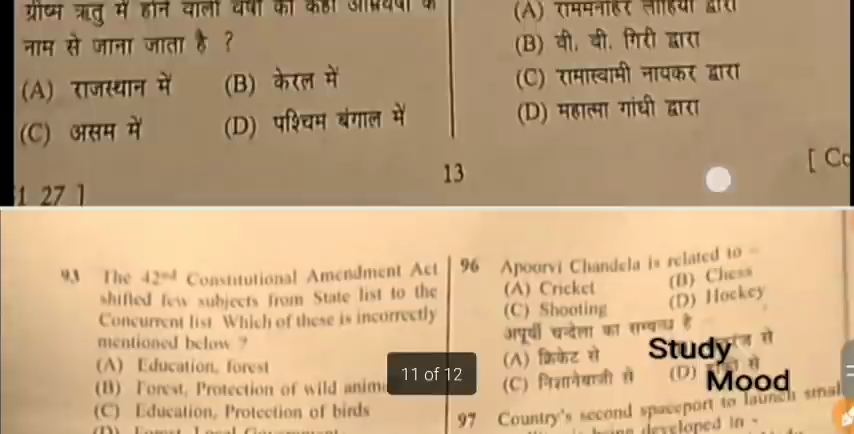 ग्रीष्म ऋतु में होने वाली वर्षा को कहाँ आम्रवर्षा के
नाम से जाना जाता है ?
(A) राजस्थान में (B) केरल में
(C) असम में (D) पश्चिम बंगाल में
(A) राममनोहर लोहिया द्वारा
(B) वी. वी. गिरी द्वारा
(C) रामास्वामी नायकर द्वारा
(D) महात्मा गांधी द्वारा
1 27 ]
13
[ Co
93 The 42nd Constitutional Amendment Act
shifted few subjects from State list to the
Concurrent list Which of these is incorrectly
mentioned below ?
(A) Education, forest
(B) Forest, Protection of wild anim
(C) Education, Protection of birds
11 of 12
96 Apoorvi Chandela is related to –
(A) Cricket (B) Chess
(C) Shooting (D) Hockey
अपूर्वी चन्देला का सम्बन्ध है
(A) क्रिकेट से से
(C) निशानेबाजी से (D) से
Study
Mood
97 Country's second spaceport to launch smal
being developed in -